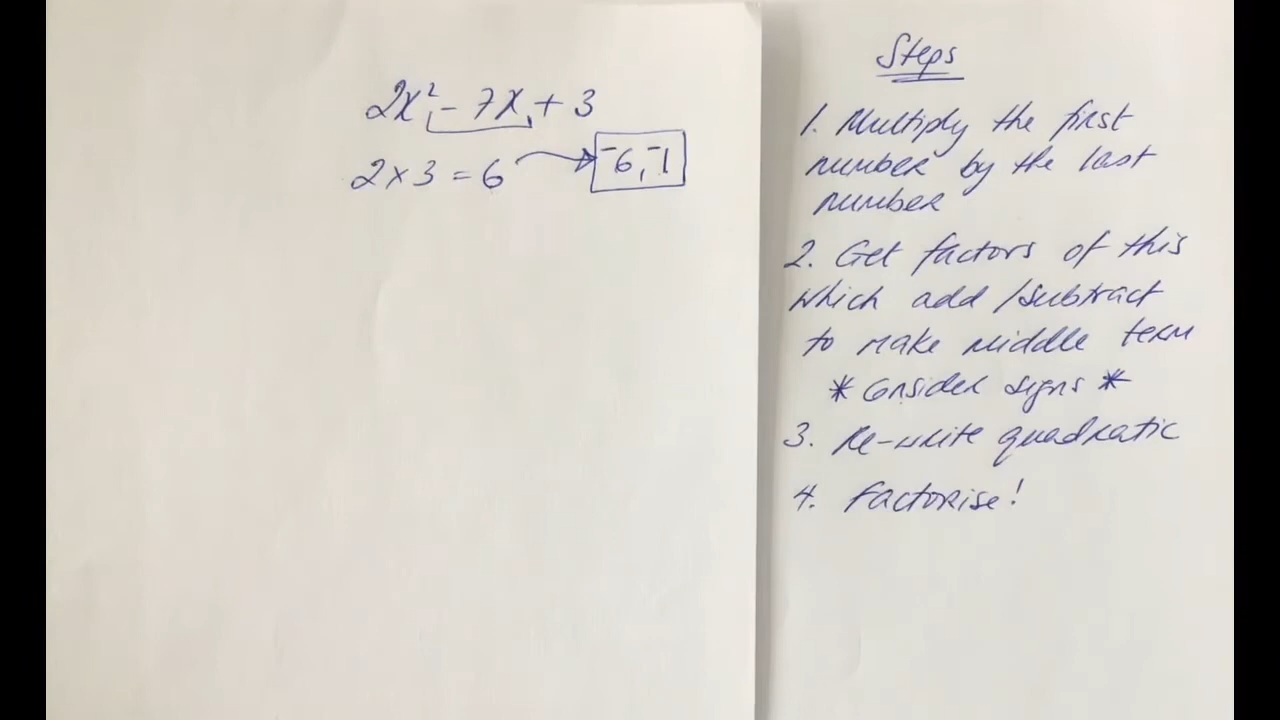 2x² - 7x + 3
2 × 3 = 6 → ⁻6, ⁻1
Steps
1. Multiply the first
number by the last
number
2. Get factors of this
which add /subtract
to make middle term
* Consider signs *
3. Re-write quadratic
4. Factorise!